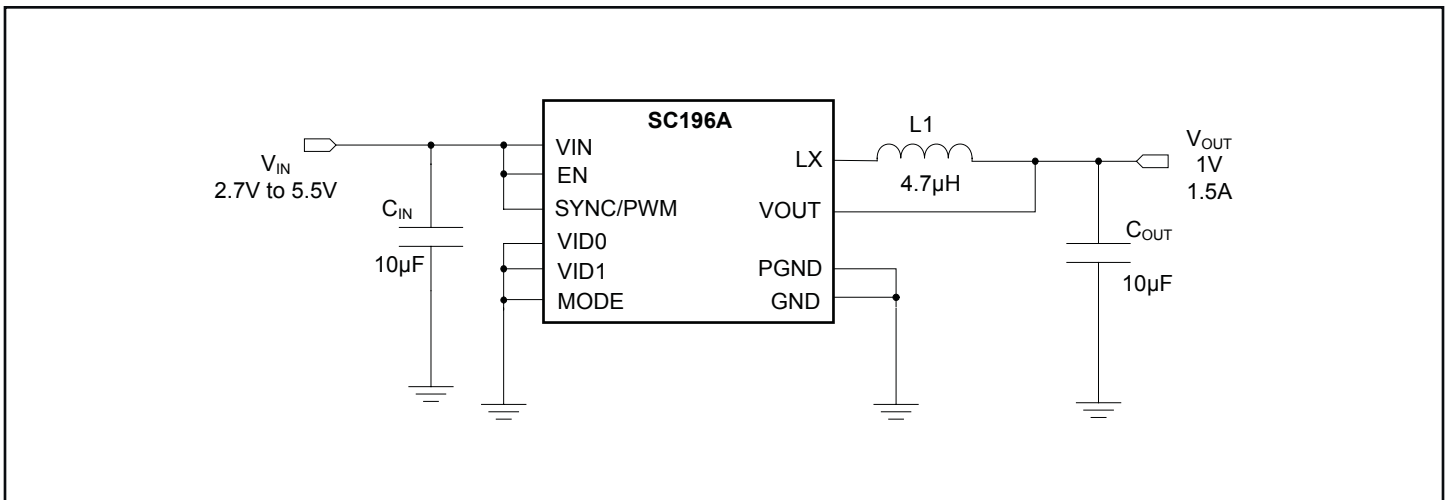 SC196A
VIN
EN
SYNC/PWM
VID0
VID1
MODE
LX
VOUT
PGND
GND
V_IN
2.7V to 5.5V
C_IN
10µF
L1
4.7µH
V_OUT
1V
1.5A
C_OUT
10µF